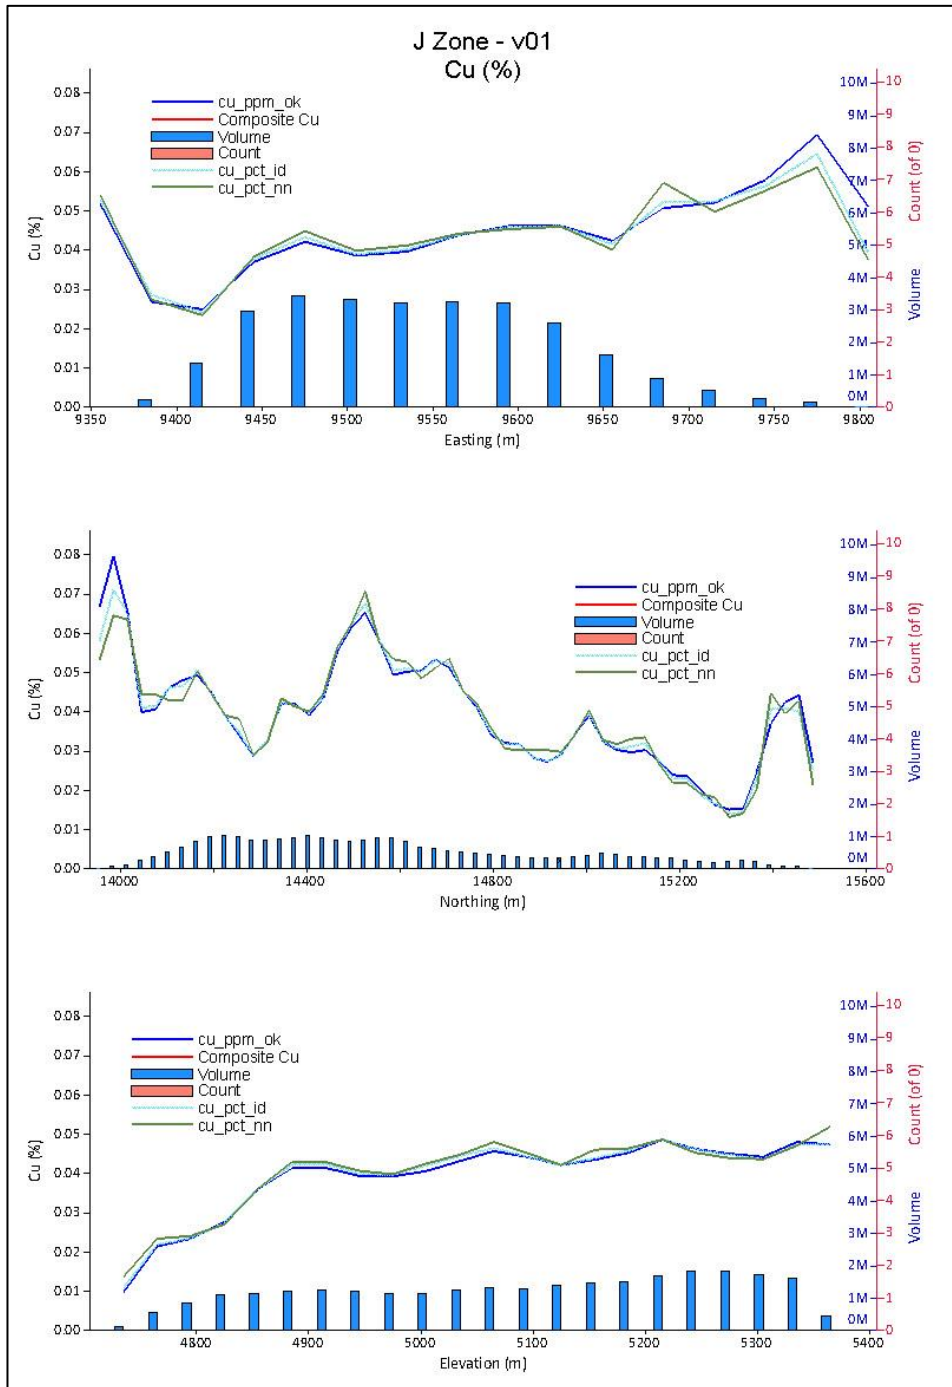 J Zone - v01
Cu (%)
cu_ppm_ok
Composite Cu
Volume
Count
cu_pct_id
cu_pct_nn
0.08
0.07
0.06
0.05
0.04
0.03
0.02
0.01
0.00
Cu (%)
9350
9400
9450
9500
9550
9600
9650
9700
9750
9800
Easting (m)
10M
9M
8M
7M
6M
5M
4M
3M
2M
1M
0M
Volume
10
9
8
7
6
5
4
3
2
1
0
Count (of 0)
cu_ppm_ok
Composite Cu
Volume
Count
cu_pct_id
cu_pct_nn
0.08
0.07
0.06
0.05
0.04
0.03
0.02
0.01
0.00
Cu (%)
14000
14400
14800
15200
15600
Northing (m)
10M
9M
8M
7M
6M
5M
4M
3M
2M
1M
0M
Volume
10
9
8
7
6
5
4
3
2
1
0
Count (of 0)
cu_ppm_ok
Composite Cu
Volume
Count
cu_pct_id
cu_pct_nn
0.08
0.07
0.06
0.05
0.04
0.03
0.02
0.01
0.00
Cu (%)
4800
4900
5000
5100
5200
5300
5400
Elevation (m)
10M
9M
8M
7M
6M
5M
4M
3M
2M
1M
0M
Volume
10
9
8
7
6
5
4
3
2
1
0
Count (of 0)